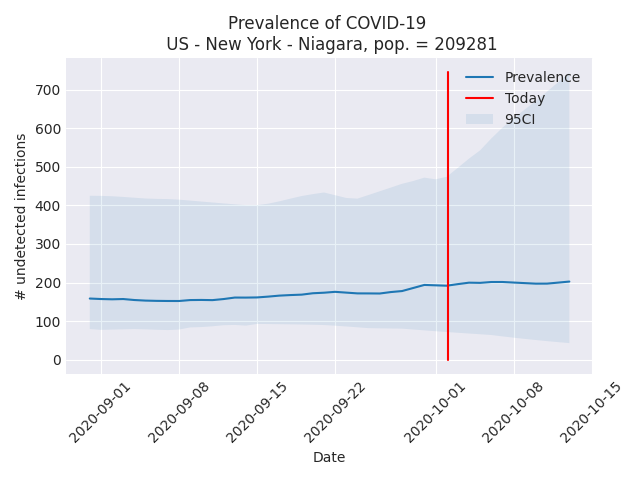 Prevalence of COVID-19
US - New York - Niagara, pop. = 209281
Prevalence
Today
95CI
# undetected infections
700
600
500
400
300
200
100
0
2020-09-01
2020-09-08
2020-09-15
2020-09-22
2020-10-01
2020-10-08
2020-10-15
Date